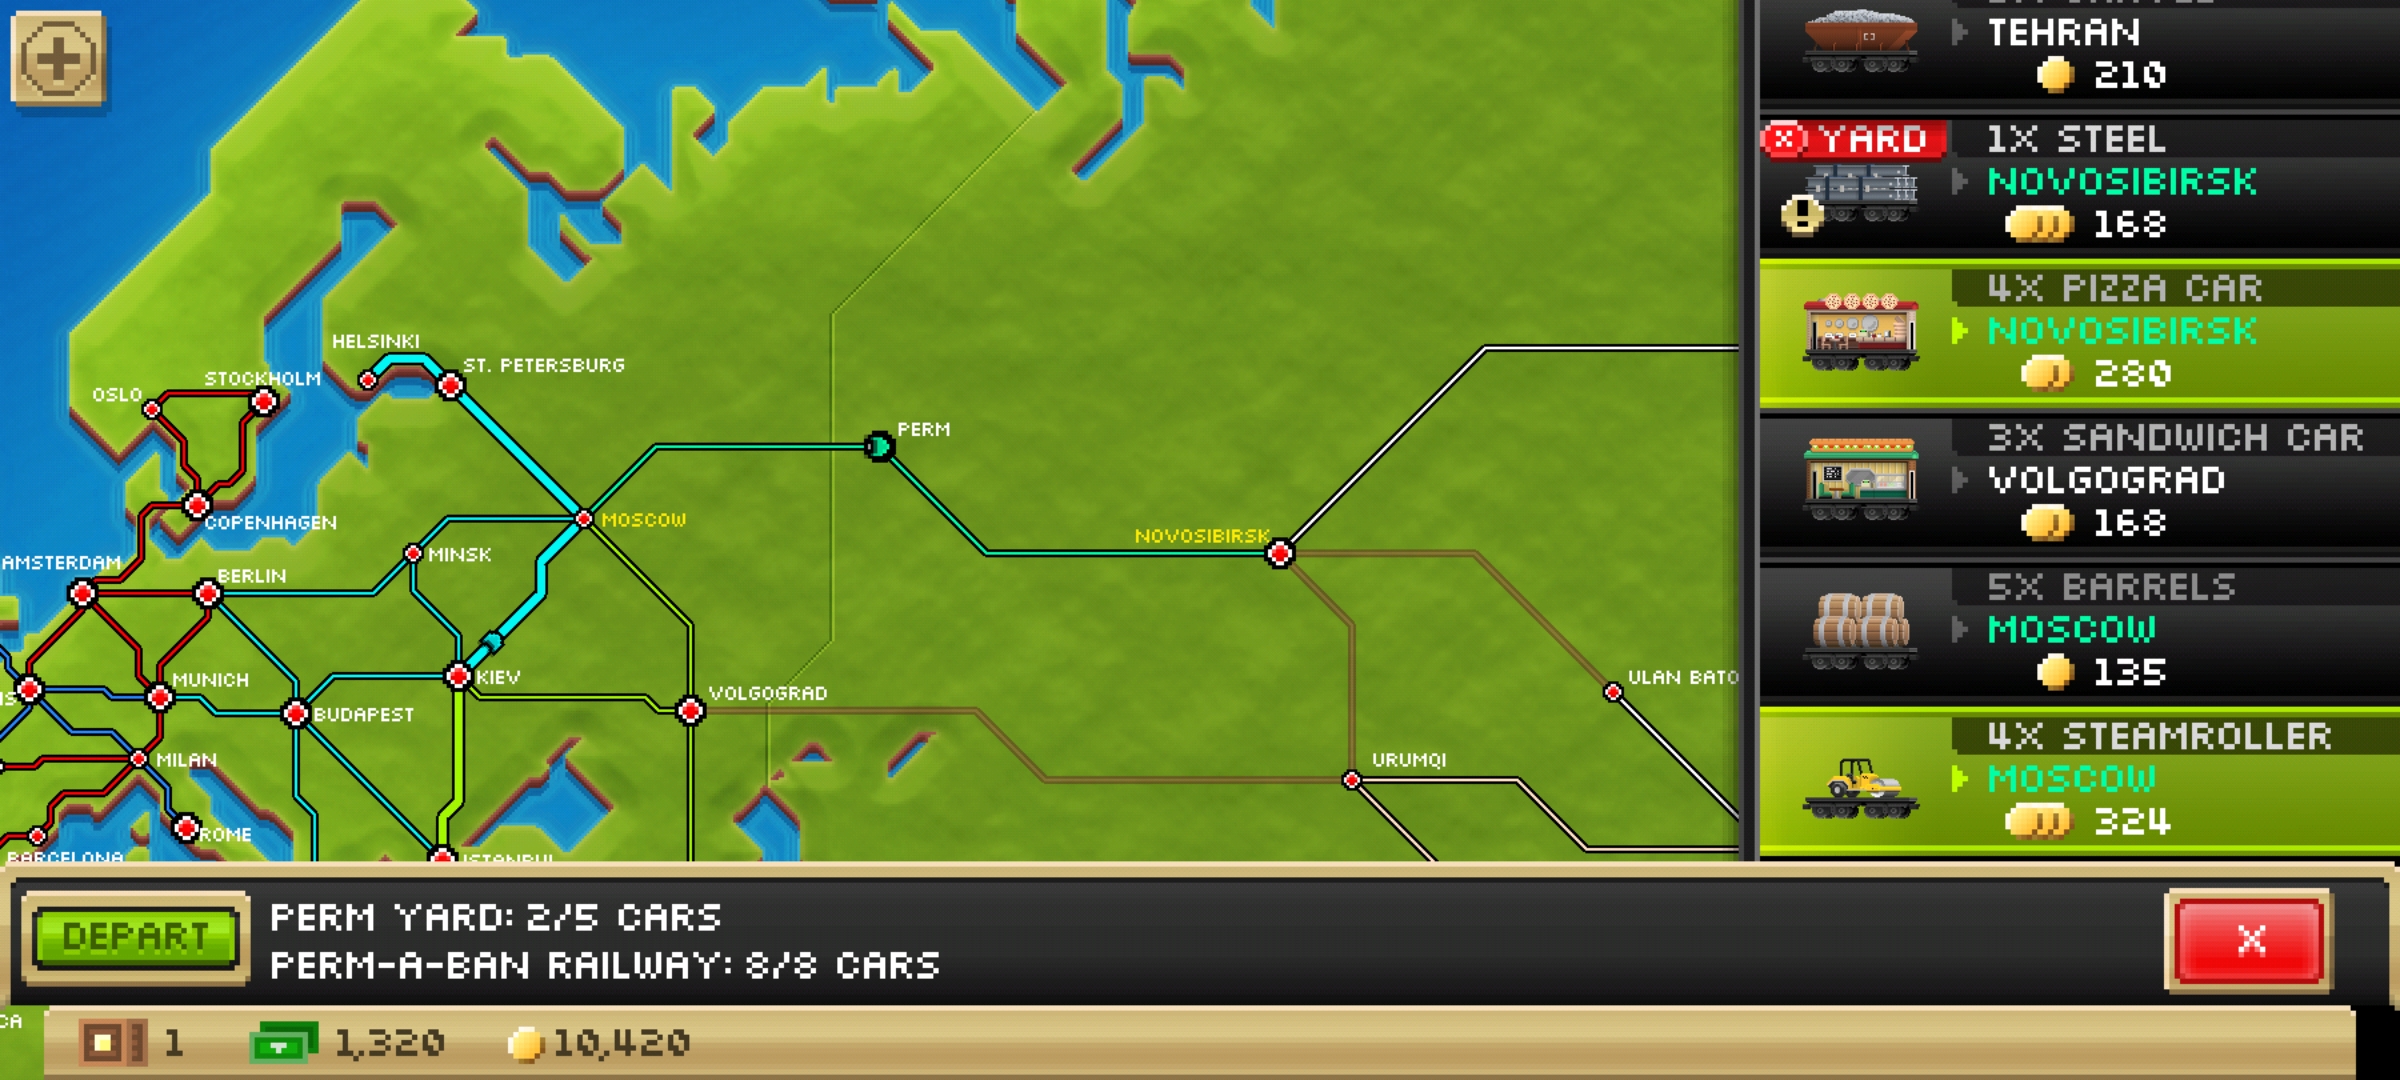 HELSINKI
ST. PETERSBURG
STOCKHOLM
OSLO
PERM
COPENHAGEN
MOSCOW
NOVOSIBIRSK
MINSK
AMSTERDAM
BERLIN
MUNICH
KIEV
BUDAPEST
VOLGOGRAD
ULAN BATO
MILAN
URUMQI
ROME
BARCELONA
ISTANBUL
TEHRAN
210
YARD
1X STEEL
NOVOSIBIRSK
168
4X PIZZA CAR
NOVOSIBIRSK
280
3X SANDWICH CAR
VOLGOGRAD
168
5X BARRELS
MOSCOW
135
4X STEAMROLLER
MOSCOW
324
DEPART
PERM YARD: 2/5 CARS
PERM-A-BAN RAILWAY: 8/8 CARS
X
CA
1
1,320
10,420